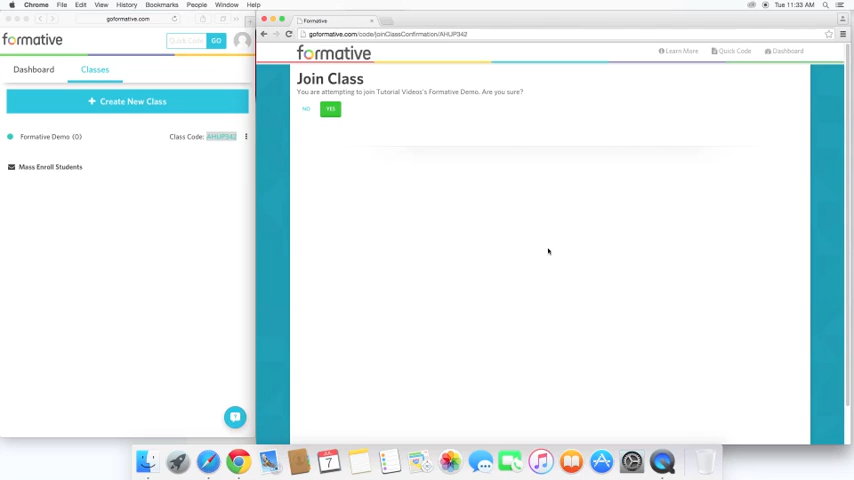 Chrome File Edit View History Bookmarks People Window Help Tue 11:33 AM
goformative.com
formative
Quick Code GO
Dashboard Classes
+ Create New Class
Formative Demo (0) Class Code: AHUP342
Mass Enroll Students
Formative
goformative.com/code/joinClassConfirmation/AHUP342
formative
Learn More Quick Code Dashboard
Join Class
You are attempting to join Tutorial Videos's Formative Demo. Are you sure?
NO YES
7